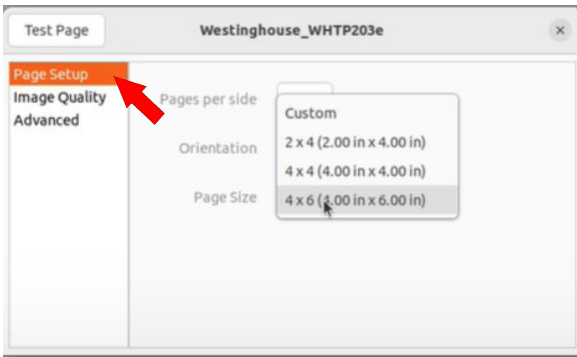 Test Page
Westinghouse_WHTP203e
Page Setup
Image Quality
Advanced
Pages per side
Orientation
Page Size
Custom
2 x 4 (2.00 in x 4.00 in)
4 x 4 (4.00 in x 4.00 in)
4 x 6 (4.00 in x 6.00 in)